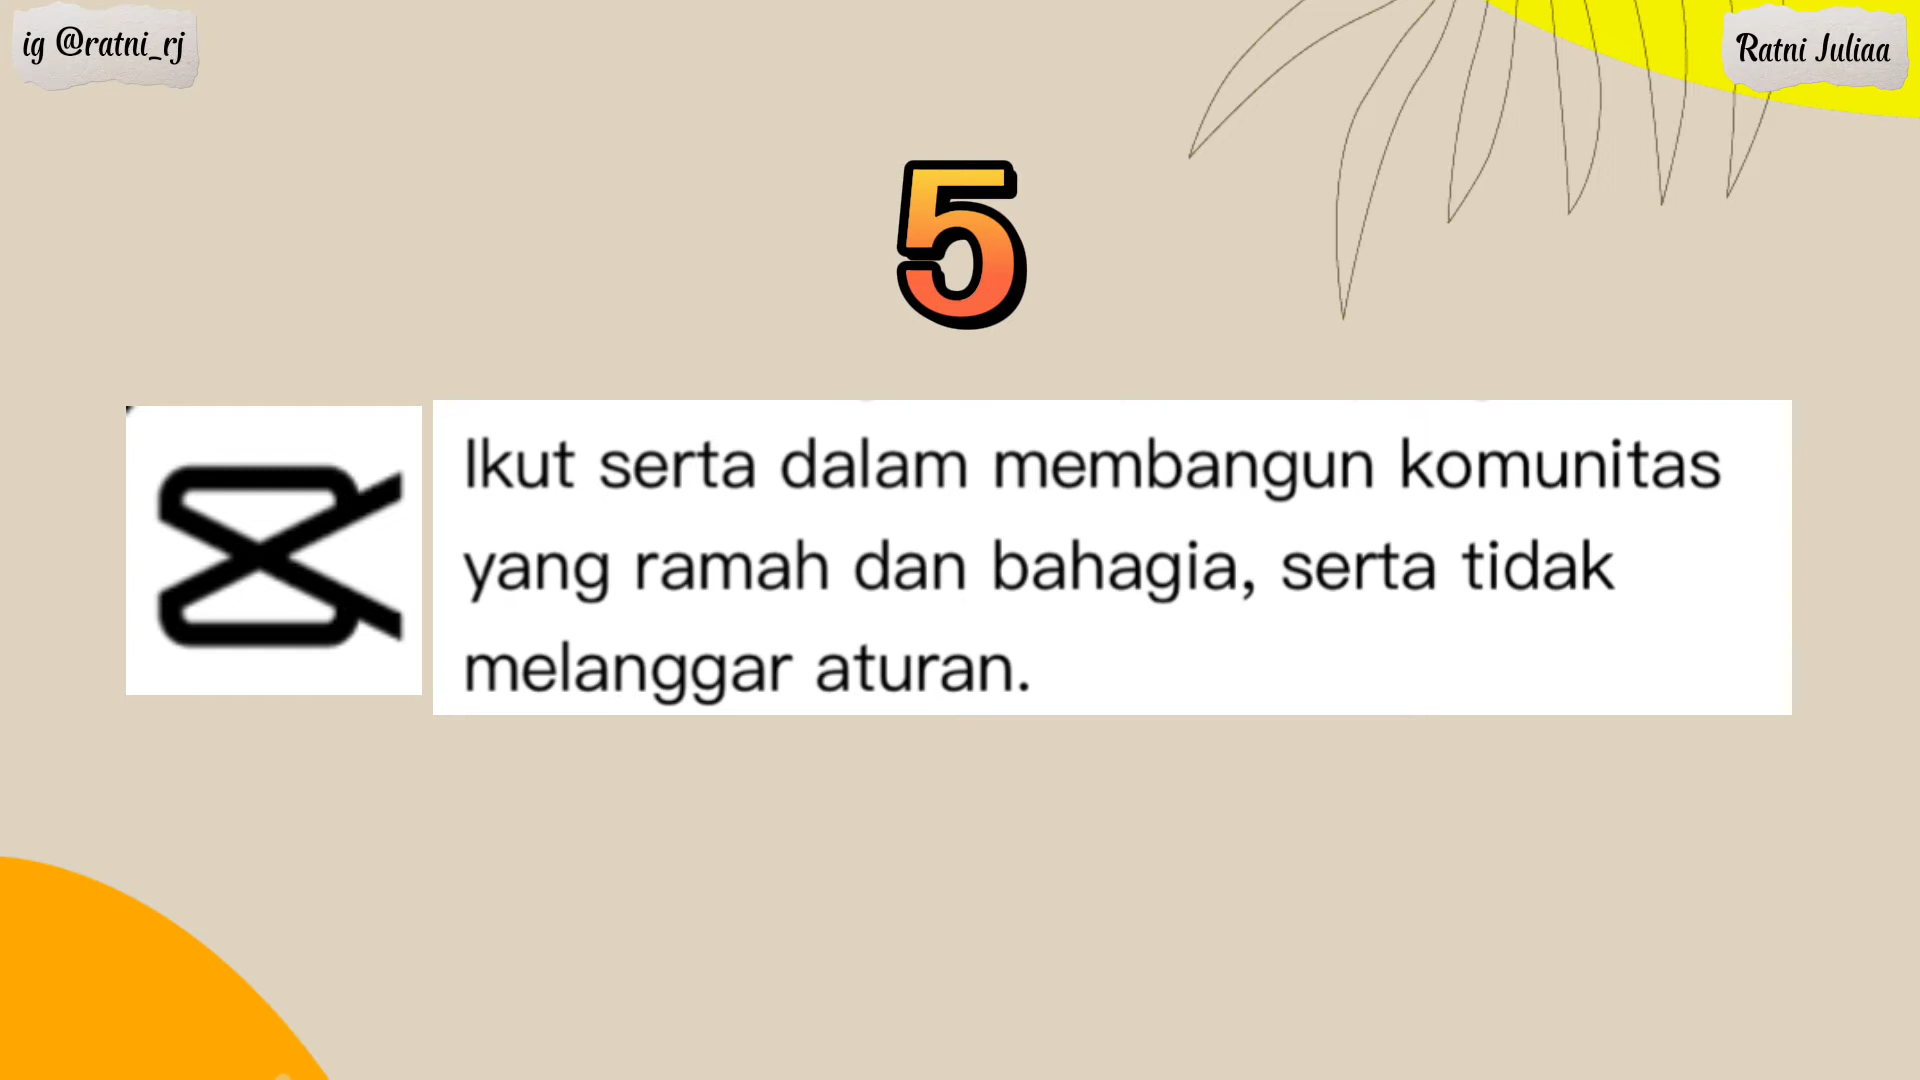 ig @ratni_rj
Ratni Juliaa
5
Ikut serta dalam membangun komunitas
yang ramah dan bahagia, serta tidak
melanggar aturan.